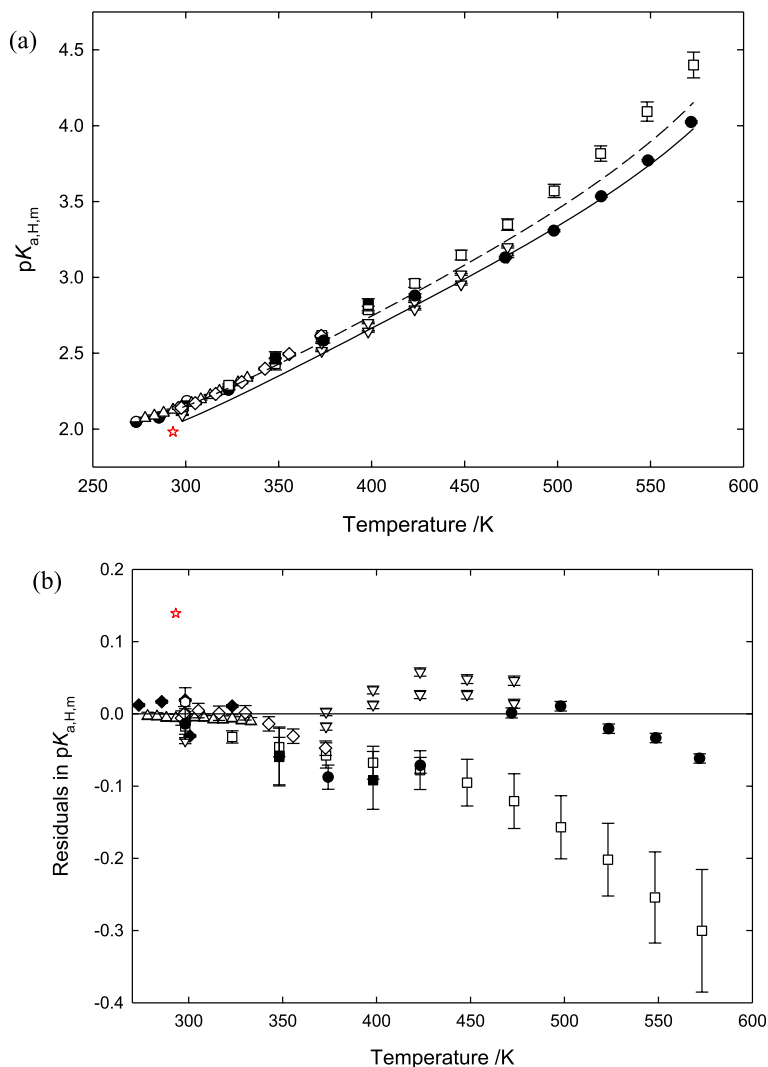 (a)
4.5
4.0
3.5
3.0
2.5
2.0
pKa,H,m
250 300 350 400 450 500 550 600
Temperature /K
(b)
0.2
0.1
0.0
-0.1
-0.2
-0.3
-0.4
Residuals in pKa,H,m
300 350 400 450 500 550 600
Temperature /K